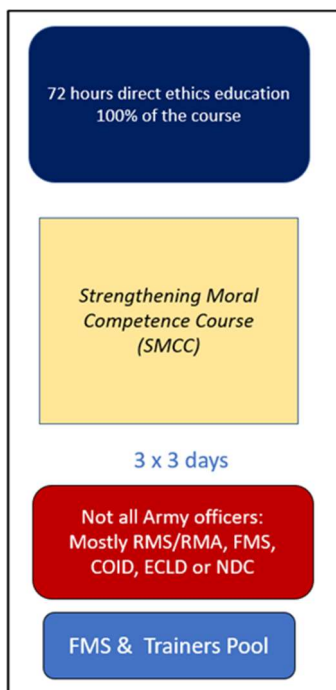 72 hours direct ethics education
100% of the course
Strengthening Moral
Competence Course
(SMCC)
3 x 3 days
Not all Army officers:
Mostly RMS/RMA, FMS,
COID, ECLD or NDC
FMS & Trainers Pool